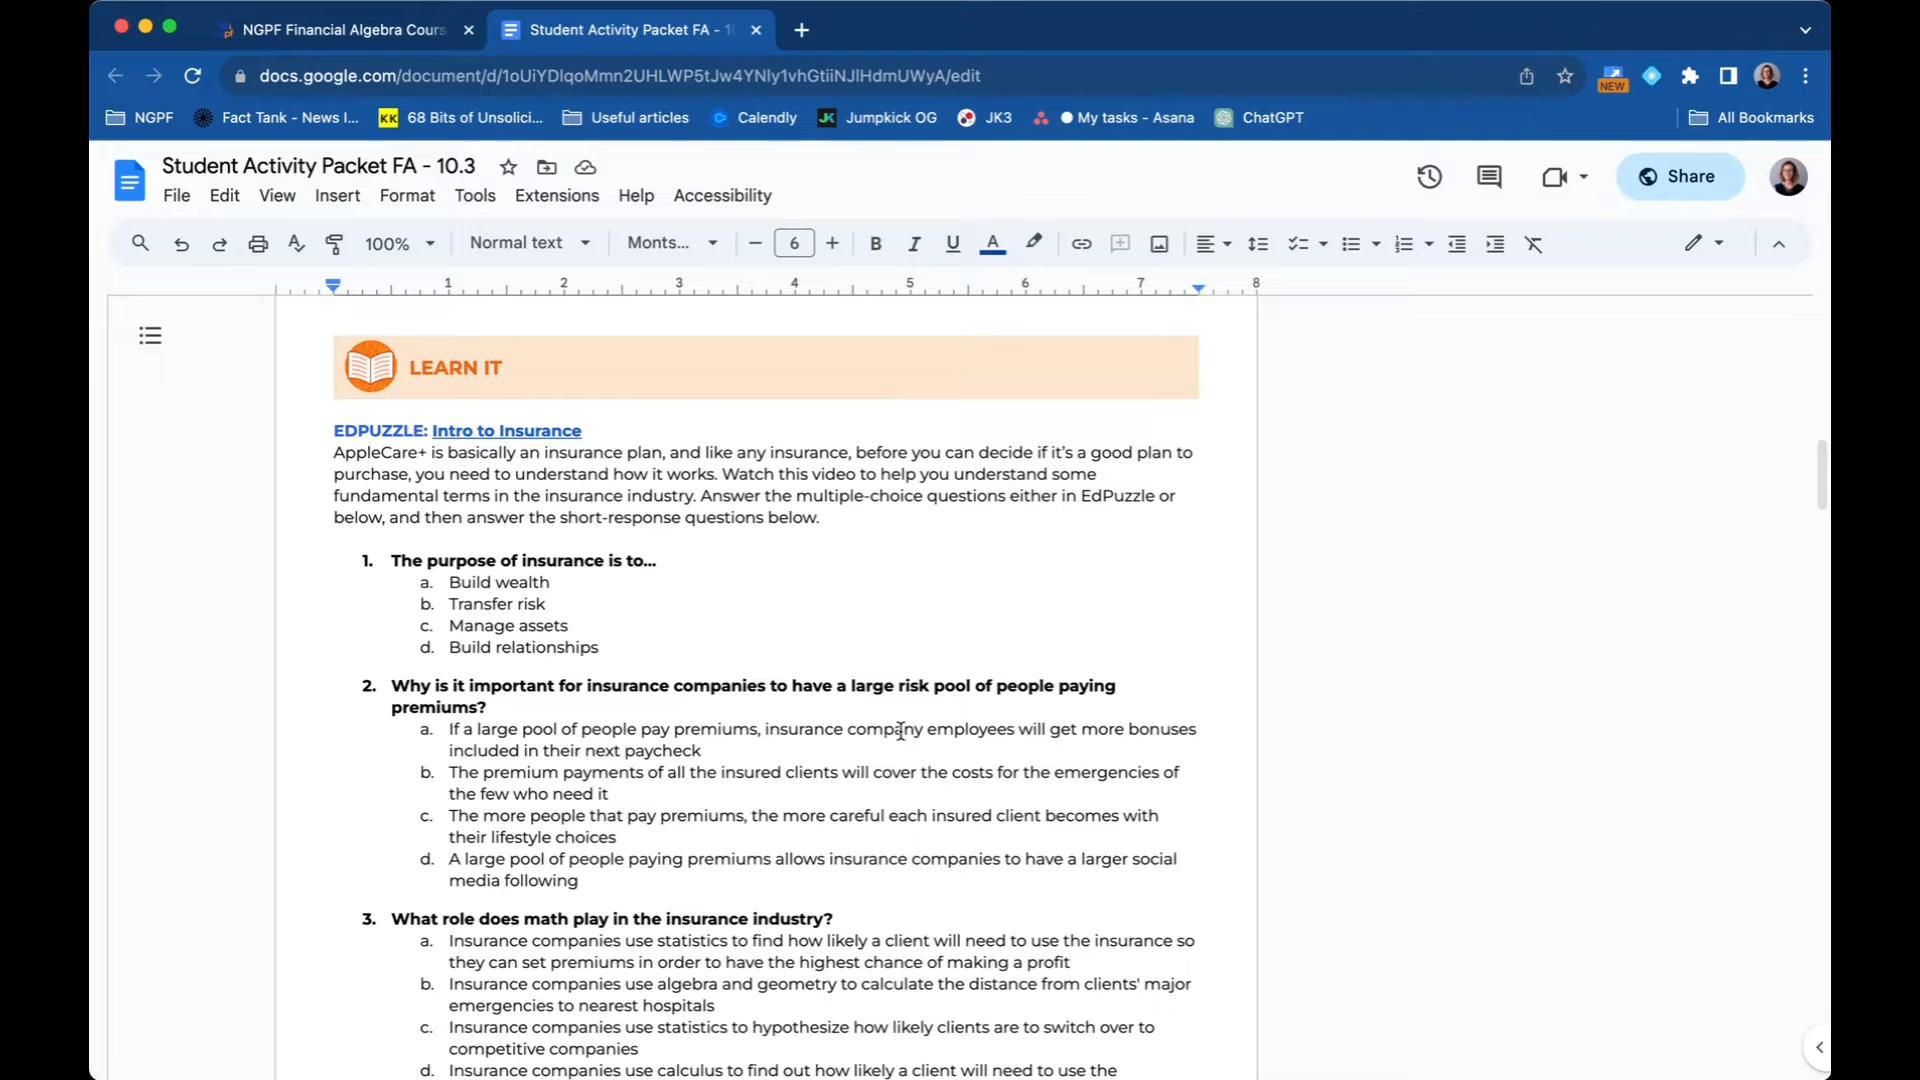 NGPF Financial Algebra Cours
Student Activity Packet FA - 10
docs.google.com/document/d/1oUiYDIqoMmn2UHLWP5tJw4YNly1vhGtiiNJlHdmUWyA/edit
NEW
NGPF
Fact Tank - News I...
KK 68 Bits of Unsolici...
Useful articles
Calendly
JK Jumpkick OG
JK3
My tasks - Asana
ChatGPT
All Bookmarks
Student Activity Packet FA - 10.3
File Edit View Insert Format Tools Extensions Help Accessibility
Share
100% Normal text Monts... 6 B I U A
1 2 3 4 5 6 7 8
LEARN IT
EDPUZZLE: Intro to Insurance
AppleCare+ is basically an insurance plan, and like any insurance, before you can decide if it's a good plan to
purchase, you need to understand how it works. Watch this video to help you understand some
fundamental terms in the insurance industry. Answer the multiple-choice questions either in EdPuzzle or
below, and then answer the short-response questions below.
1. The purpose of insurance is to...
a. Build wealth
b. Transfer risk
c. Manage assets
d. Build relationships
2. Why is it important for insurance companies to have a large risk pool of people paying
premiums?
a. If a large pool of people pay premiums, insurance company employees will get more bonuses
included in their next paycheck
b. The premium payments of all the insured clients will cover the costs for the emergencies of
the few who need it
c. The more people that pay premiums, the more careful each insured client becomes with
their lifestyle choices
d. A large pool of people paying premiums allows insurance companies to have a larger social
media following
3. What role does math play in the insurance industry?
a. Insurance companies use statistics to find how likely a client will need to use the insurance so
they can set premiums in order to have the highest chance of making a profit
b. Insurance companies use algebra and geometry to calculate the distance from clients' major
emergencies to nearest hospitals
c. Insurance companies use statistics to hypothesize how likely clients are to switch over to
competitive companies
d. Insurance companies use calculus to find out how likely a client will need to use the